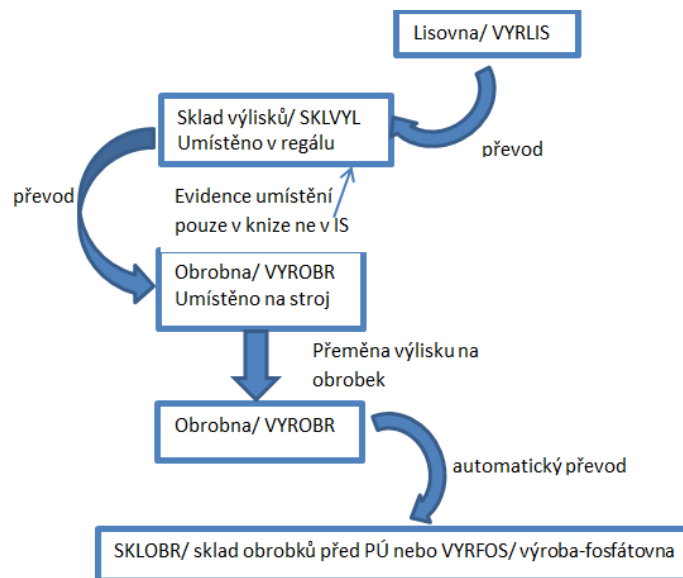 Lisovna/ VYRLIS
Sklad výlisků/ SKLVYL
Umístěno v regálu
převod
převod
Evidence umístění
pouze v knize ne v IS
Obrobna/ VYROBR
Umístěno na stroj
Přeměna výlisku na
obrobek
Obrobna/ VYROBR
automatický převod
SKLOBR/ sklad obrobků před PÚ nebo VYRFOS/ výroba-fosfátovna